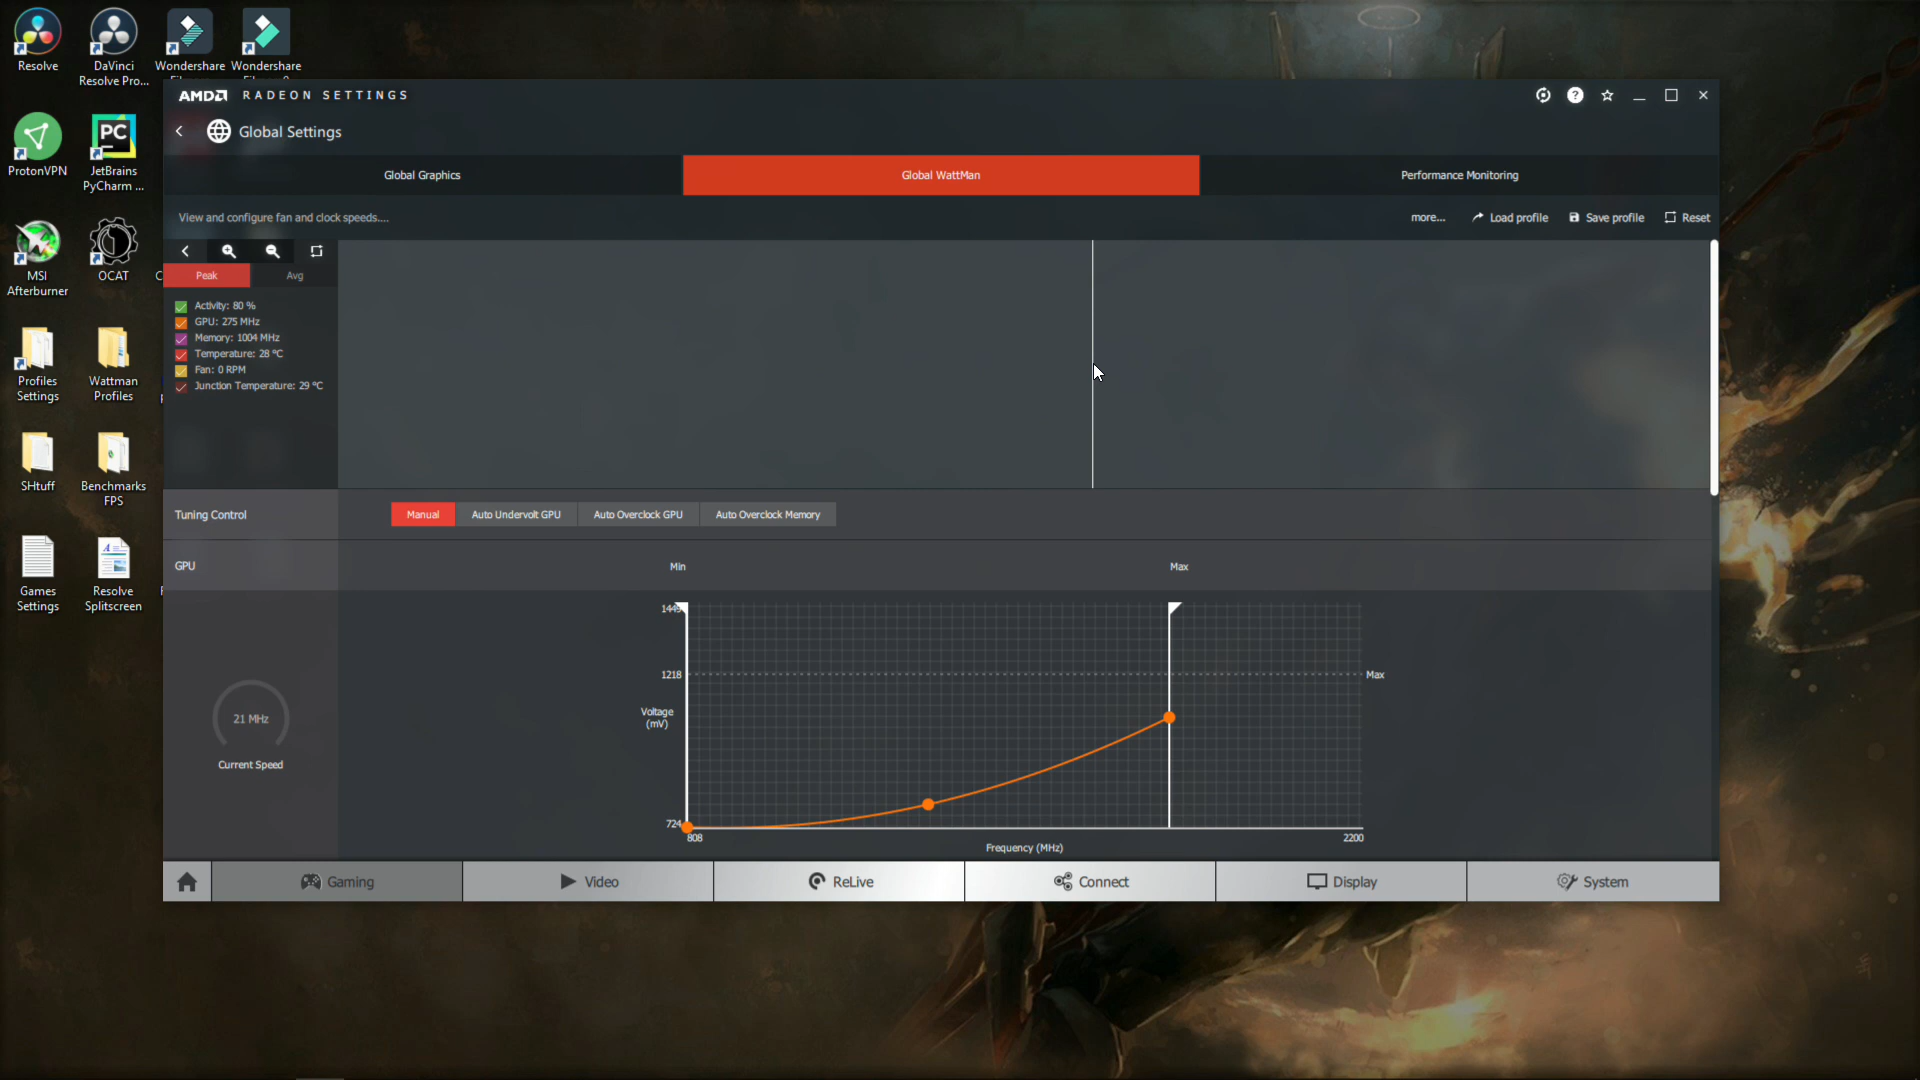 Resolve
DaVinci
Resolve Pro...
Wondershare
Wondershare
ProtonVPN
PC
JetBrains
PyCharm ...
MSI
Afterburner
OCAT
Profiles
Settings
Wattman
Profiles
SHtuff
Benchmarks
FPS
Games
Settings
A
Resolve
Splitscreen
AMD RADEON SETTINGS
?
Global Settings
Global Graphics
Global WattMan
Performance Monitoring
View and configure fan and clock speeds....
more...
Load profile
Save profile
Reset
Peak
Avg
Activity: 80 %
GPU: 275 MHz
Memory: 1004 MHz
Temperature: 28 °C
Fan: 0 RPM
Junction Temperature: 29 °C
Tuning Control
Manual
Auto Undervolt GPU
Auto Overclock GPU
Auto Overclock Memory
GPU
Min
Max
1449
1218
Max
Voltage
(mV)
724
808
2200
Frequency (MHz)
21 MHz
Current Speed
Gaming
Video
ReLive
Connect
Display
System